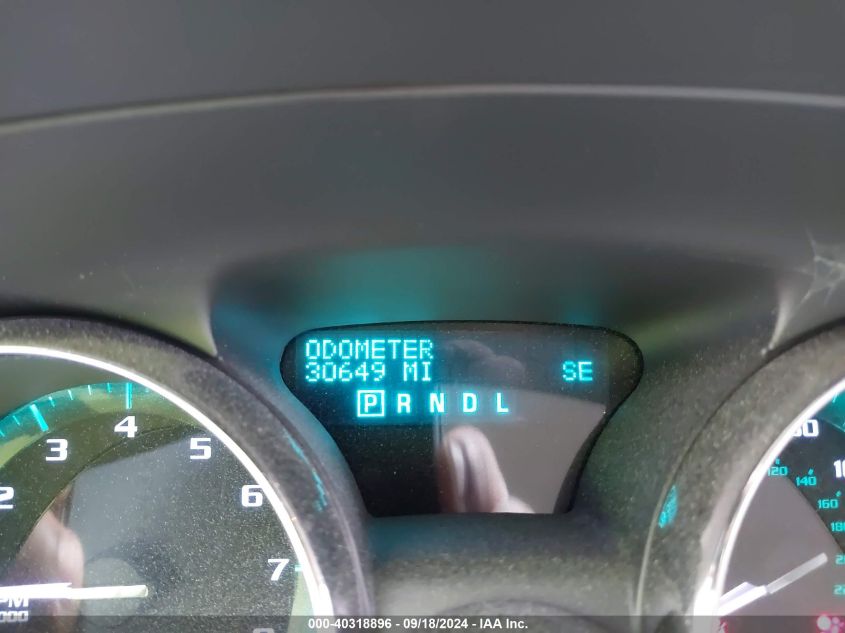 ODOMETER
30649 MI SE
P R N D L
2 3 4 5 6 7
120 140 160
000-40318896 - 09/18/2024 - IAA Inc.